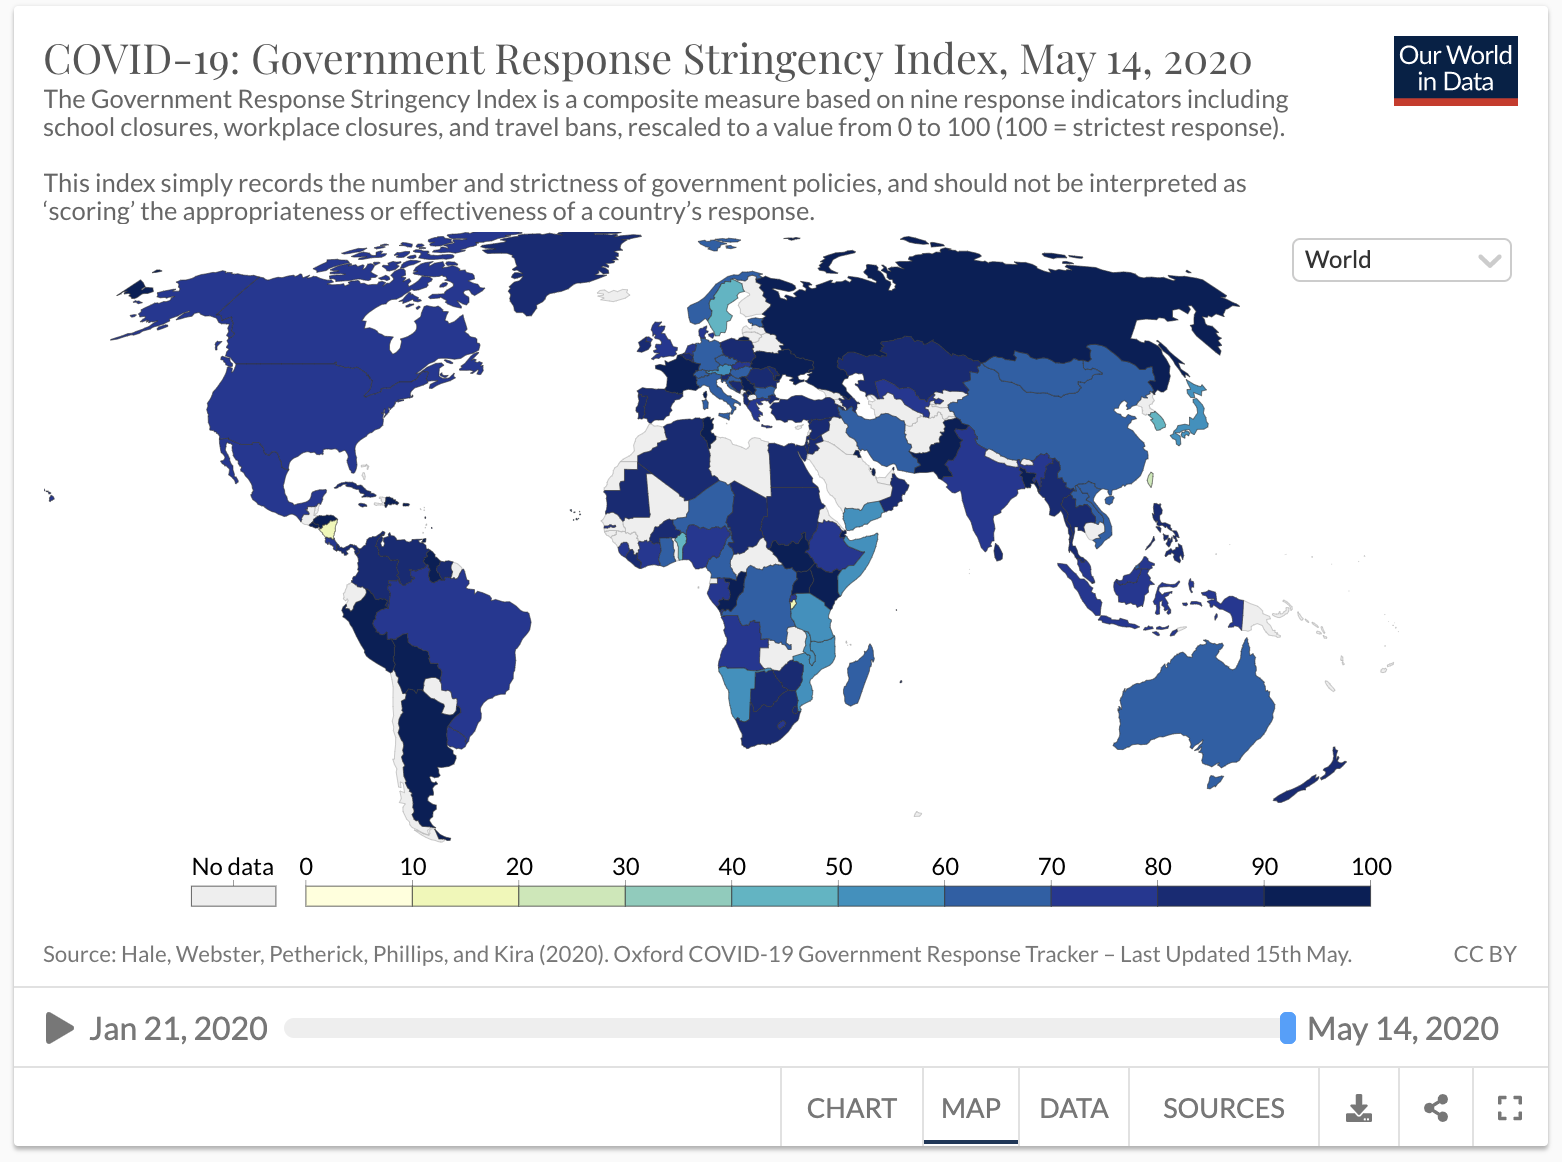 COVID-19: Government Response Stringency Index, May 14, 2020
Our World
in Data
The Government Response Stringency Index is a composite measure based on nine response indicators including
school closures, workplace closures, and travel bans, rescaled to a value from 0 to 100 (100 = strictest response).
This index simply records the number and strictness of government policies, and should not be interpreted as
‘scoring’ the appropriateness or effectiveness of a country’s response.
World
No data 0 10 20 30 40 50 60 70 80 90 100
Source: Hale, Webster, Petherick, Phillips, and Kira (2020). Oxford COVID-19 Government Response Tracker – Last Updated 15th May. CC BY
Jan 21, 2020 May 14, 2020
CHART MAP DATA SOURCES